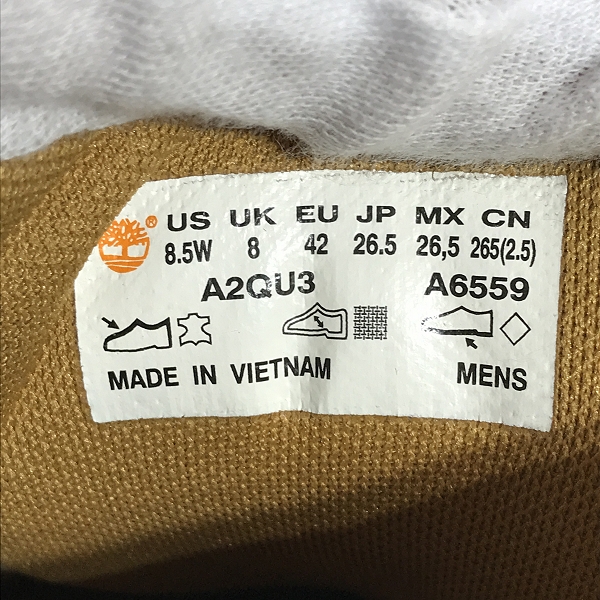 US UK EU JP MX CN
8.5W 8 42 26.5 26,5 265(2.5)
A2QU3 A6559
MADE IN VIETNAM MENS